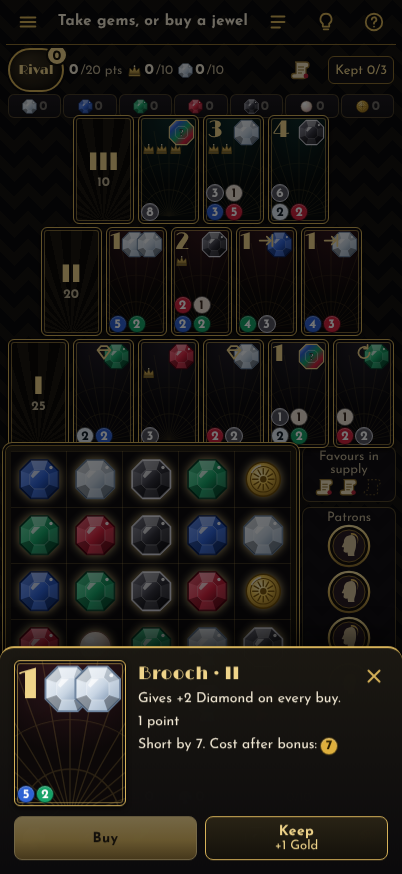 Take gems, or buy a jewel
Rival 0 0/20 pts 0/10 0/10 Kept 0/3
0 0 0 0 0 0 0
III
10
8
3
3 1
3 5
4
6
2 2
II
20
1
5 2
2
2 1
2 2
1
4 3
1
4 3
I
25
2 2
3
2 2
1
1 1
2 2
1
2 2
Favours in
supply
Patrons
1
5 2
Brooch • II
Gives +2 Diamond on every buy.
1 point
Short by 7. Cost after bonus: 7
Buy
Keep
+1 Gold